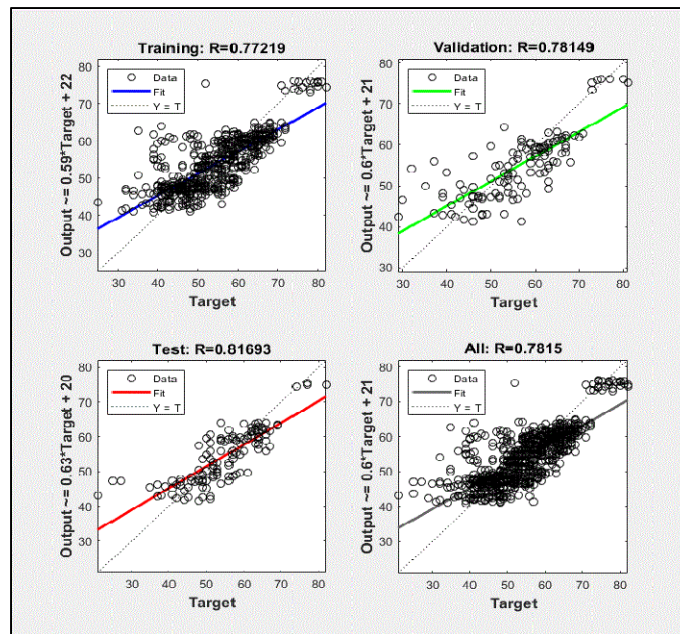 Training: R=0.77219
Output ~= 0.59*Target + 22
80
70
60
50
40
30
Data
Fit
Y = T
30 40 50 60 70 80
Target
Validation: R=0.78149
Output ~= 0.6*Target + 21
80
70
60
50
40
30
Data
Fit
Y = T
30 40 50 60 70 80
Target
Test: R=0.81693
Output ~= 0.63*Target + 20
80
70
60
50
40
30
Data
Fit
Y = T
30 40 50 60 70 80
Target
All: R=0.7815
Output ~= 0.6*Target + 21
80
70
60
50
40
30
Data
Fit
Y = T
30 40 50 60 70 80
Target